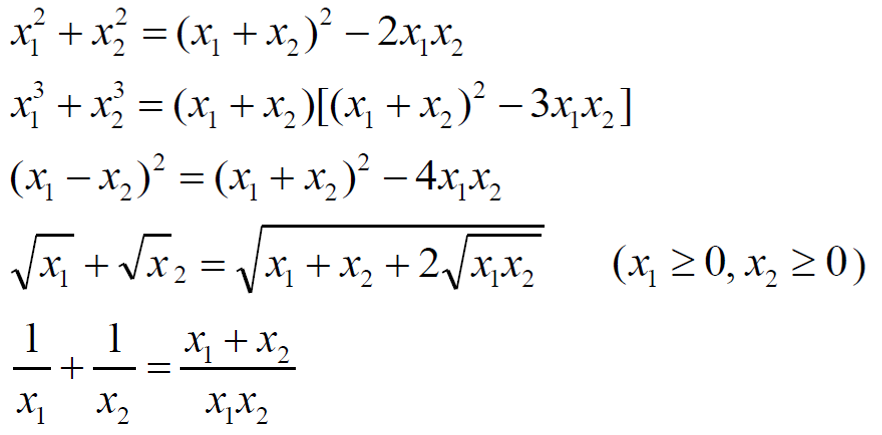 x₁² + x₂² = (x₁ + x₂)² − 2x₁x₂
x₁³ + x₂³ = (x₁ + x₂)[(x₁ + x₂)² − 3x₁x₂]
(x₁ − x₂)² = (x₁ + x₂)² − 4x₁x₂
√x₁ + √x₂ = √(x₁ + x₂ + 2√(x₁x₂)) (x₁ ≥ 0, x₂ ≥ 0)
1/x₁ + 1/x₂ = (x₁ + x₂)/(x₁x₂)